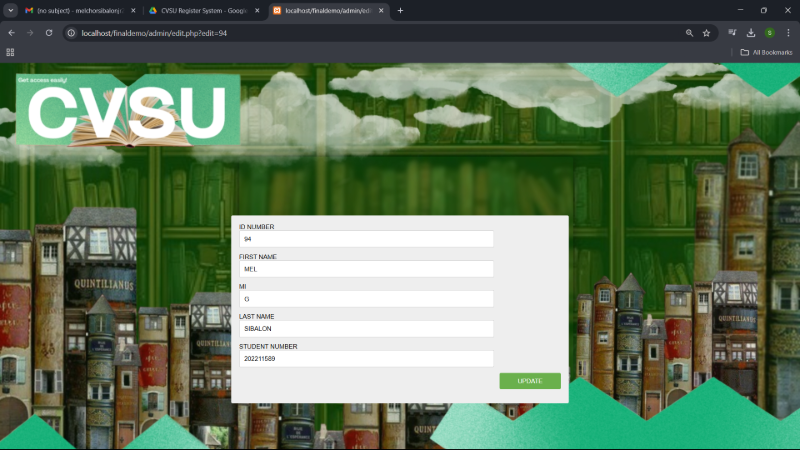 (no subject) - melchorsibalonjr
CVSU Register System - Google
localhost/finaldemo/admin/edi
localhost/finaldemo/admin/edit.php?edit=94
S
All Bookmarks
Get access easily!
CVSU
ID NUMBER
94
FIRST NAME
MEL
MI
G
LAST NAME
SIBALON
STUDENT NUMBER
202211589
UPDATE
QUINTILIANUS
QUINTILIANUS
QUINTILIANUS